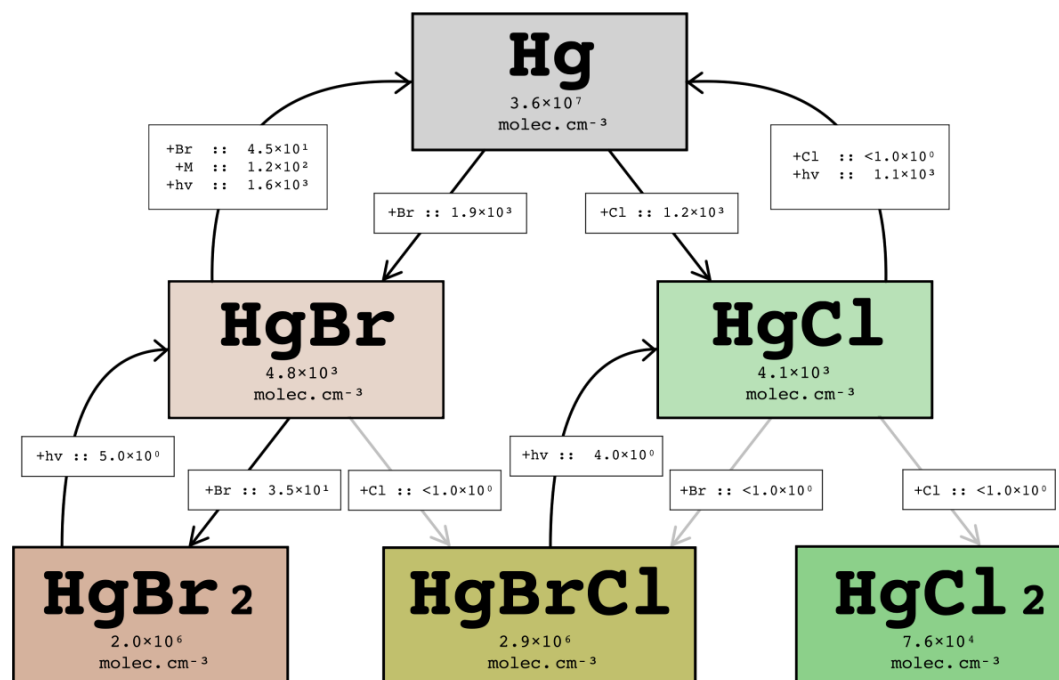 Hg
3.6×10⁷
molec.cm⁻³
+Br :: 4.5×10¹
+M :: 1.2×10²
+hv :: 1.6×10³
+Cl :: <1.0×10⁰
+hv :: 1.1×10³
+Br :: 1.9×10³
+Cl :: 1.2×10³
HgBr
4.8×10³
molec.cm⁻³
HgCl
4.1×10³
molec.cm⁻³
+hv :: 5.0×10⁰
+Br :: 3.5×10¹
+Cl :: <1.0×10⁰
+hv :: 4.0×10⁰
+Br :: <1.0×10⁰
+Cl :: <1.0×10⁰
HgBr 2
2.0×10⁶
molec.cm⁻³
HgBrCl
2.9×10⁶
molec.cm⁻³
HgCl 2
7.6×10⁴
molec.cm⁻³